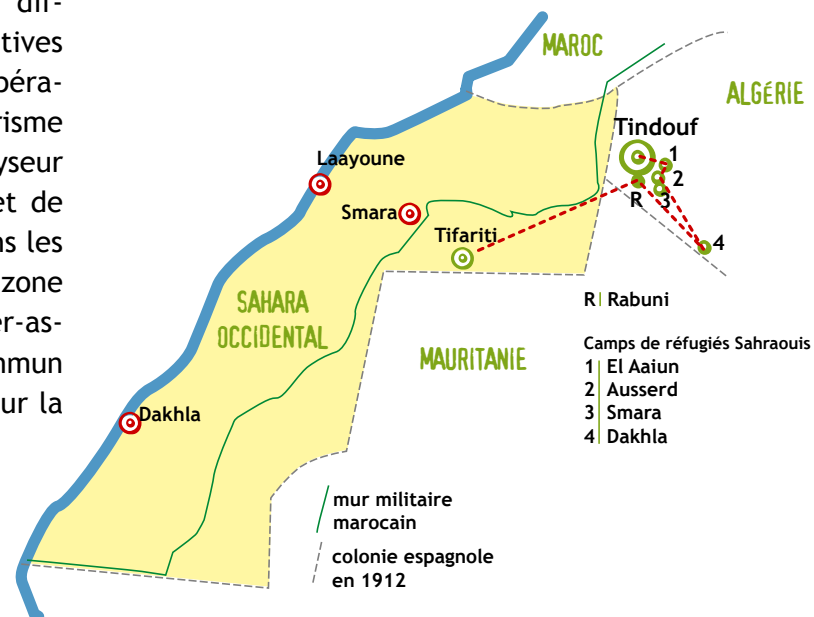 dif-
tives
péra-
risme
yseur
et de
ns les
zone
er-as-
mmun
ur la
MAROC
ALGÉRIE
Tindouf
1
2
R
3
4
Laayoune
Smara
Tifariti
SAHARA
OCCIDENTAL
MAURITANIE
Dakhla
R| Rabuni
Camps de réfugiés Sahraouis
1 El Aaiun
2 Ausserd
3 Smara
4 Dakhla
mur militaire
marocain
colonie espagnole
en 1912